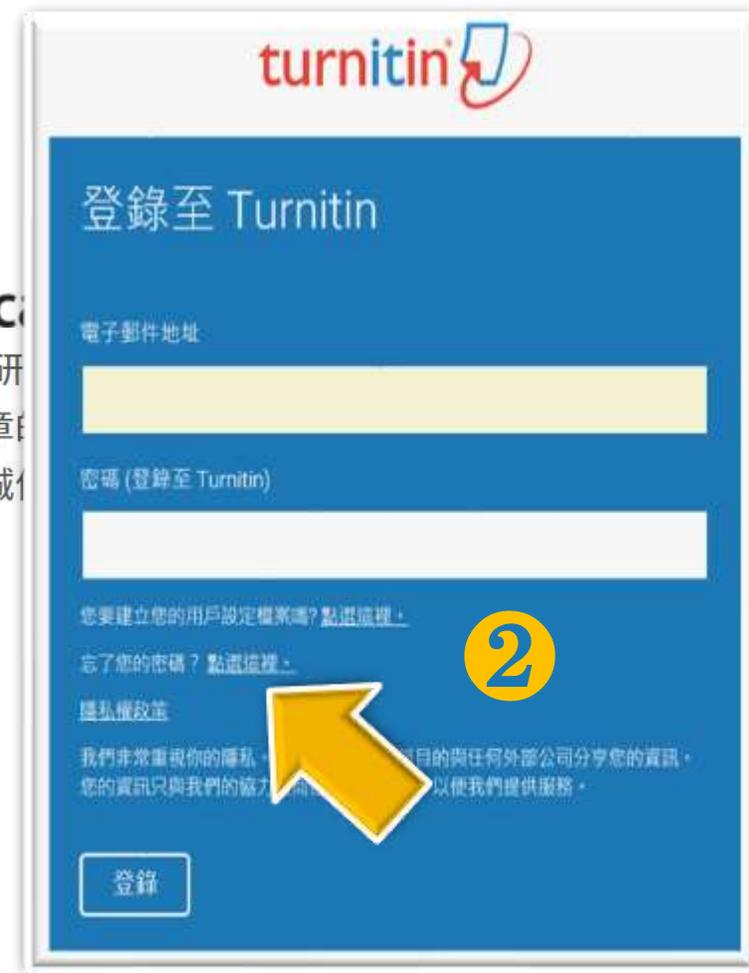 turnitin
登錄至 Turnitin
ca
研
電子郵件地址
章
誠
密碼 (登錄至 Turnitin)
您要建立您的用戶設定檔案嗎? 點選這裡。
2
忘了您的密碼? 點選這裡。
隱私權政策
我們非常重視你的隱私。 目的與任何外部公司分享您的資訊。
您的資訊只與我們的協力 以便我們提供服務。
登錄